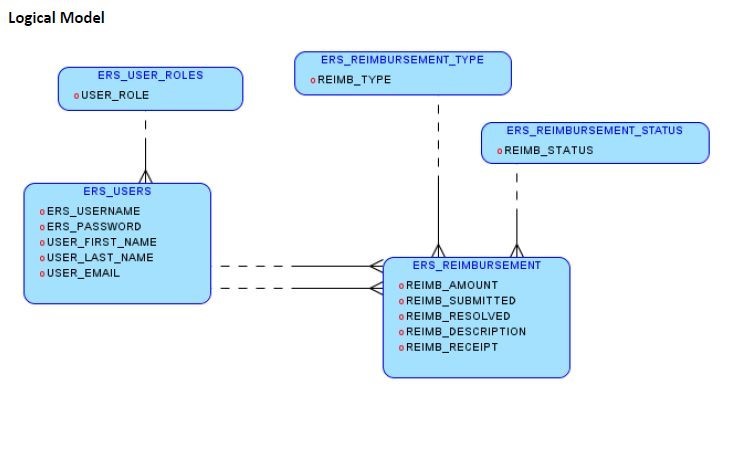 Logical Model
ERS_USER_ROLES
USER_ROLE
ERS_REIMBURSEMENT_TYPE
REIMB_TYPE
ERS_REIMBURSEMENT_STATUS
REIMB_STATUS
ERS_USERS
ERS_USERNAME
ERS_PASSWORD
USER_FIRST_NAME
USER_LAST_NAME
USER_EMAIL
ERS_REIMBURSEMENT
REIMB_AMOUNT
REIMB_SUBMITTED
REIMB_RESOLVED
REIMB_DESCRIPTION
REIMB_RECEIPT